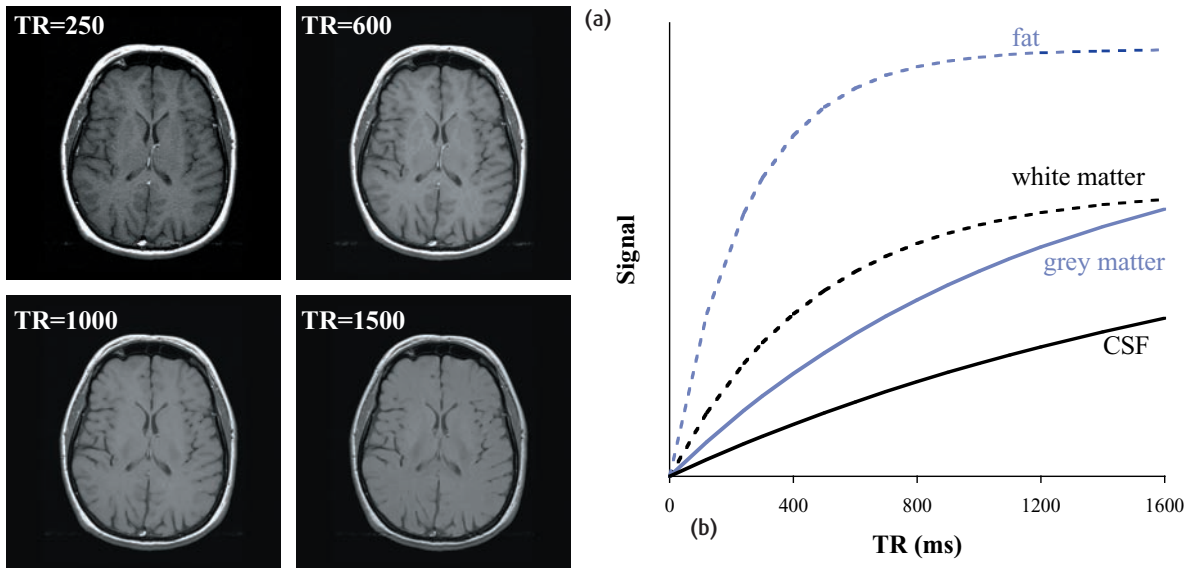 TR=250
TR=600
TR=1000
TR=1500
(a)
fat
white matter
grey matter
CSF
Signal
0
400
800
1200
1600
(b)
TR (ms)